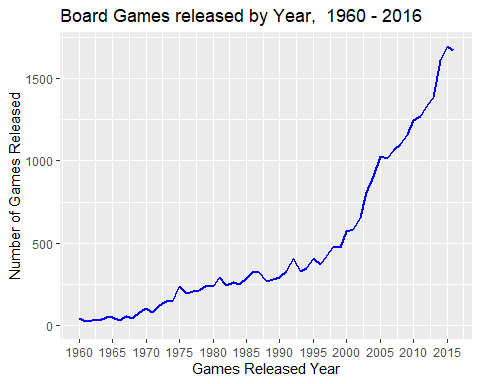 Board Games released by Year,  1960 - 2016
Number of Games Released
1500
1000
500
0
1960 1965 1970 1975 1980 1985 1990 1995 2000 2005 2010 2015
Games Released Year